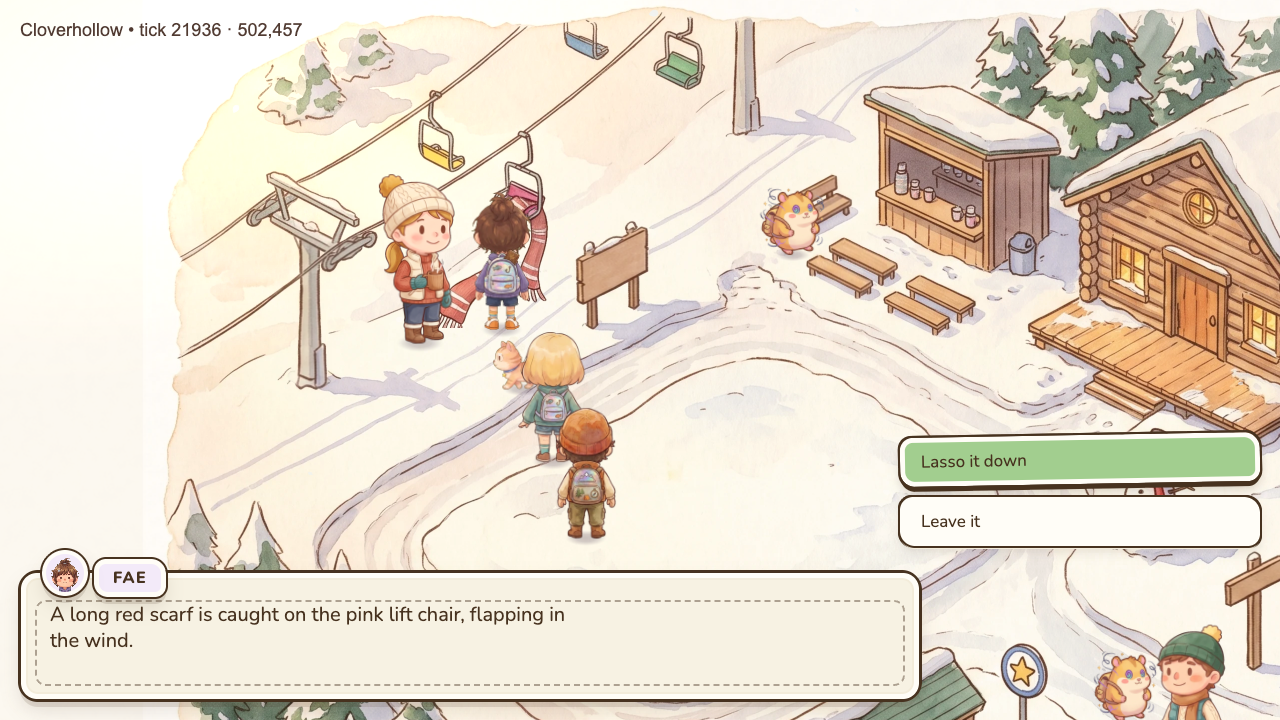 Cloverhollow • tick 21936 · 502,457
Lasso it down
Leave it
FAE
A long red scarf is caught on the pink lift chair, flapping in
the wind.